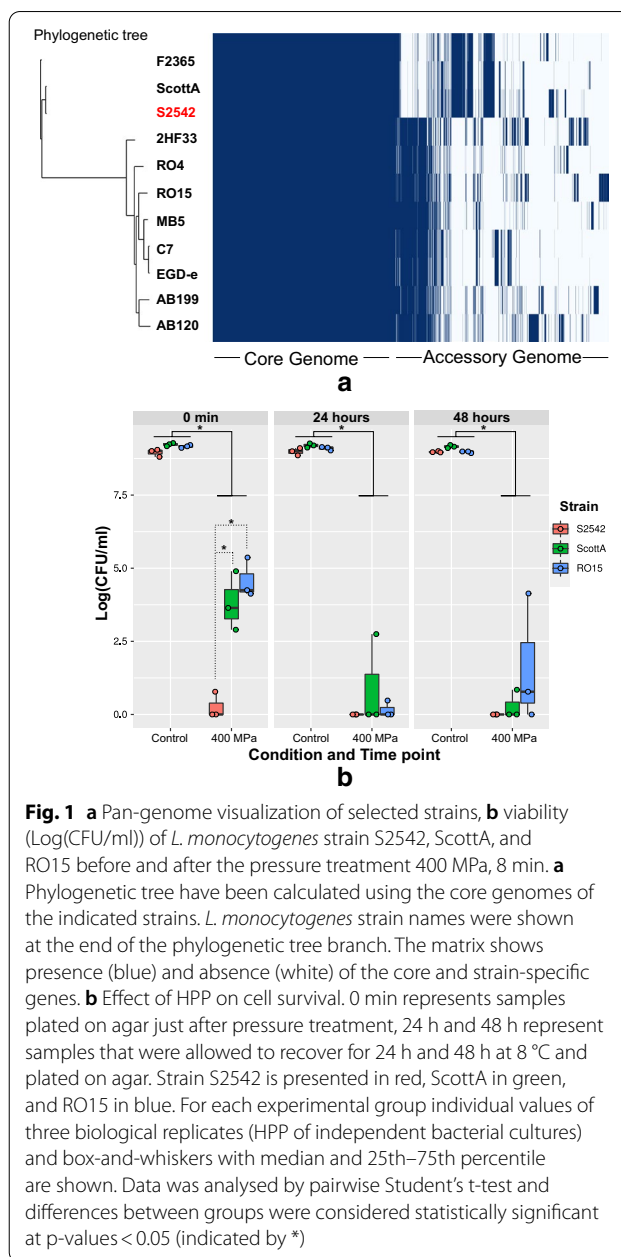 Phylogenetic tree
F2365
ScottA
S2542
2HF33
RO4
RO15
MB5
C7
EGD-e
AB199
AB120
Core Genome
Accessory Genome
a
0 min
24 hours
48 hours
*
*
*
7.5
5.0
2.5
0.0
Log(CFU/ml)
*
*
Strain
S2542
ScottA
RO15
Control
400 MPa
Control
400 MPa
Control
400 MPa
Condition and Time point
b
Fig. 1 a Pan-genome visualization of selected strains, b viability
(Log(CFU/ml)) of L. monocytogenes strain S2542, ScottA, and
RO15 before and after the pressure treatment 400 MPa, 8 min. a
Phylogenetic tree have been calculated using the core genomes of
the indicated strains. L. monocytogenes strain names were shown
at the end of the phylogenetic tree branch. The matrix shows
presence (blue) and absence (white) of the core and strain-specific
genes. b Effect of HPP on cell survival. 0 min represents samples
plated on agar just after pressure treatment, 24 h and 48 h represent
samples that were allowed to recover for 24 h and 48 h at 8 °C and
plated on agar. Strain S2542 is presented in red, ScottA in green,
and RO15 in blue. For each experimental group individual values of
three biological replicates (HPP of independent bacterial cultures)
and box-and-whiskers with median and 25th–75th percentile
are shown. Data was analysed by pairwise Student's t-test and
differences between groups were considered statistically significant
at p-values < 0.05 (indicated by *)